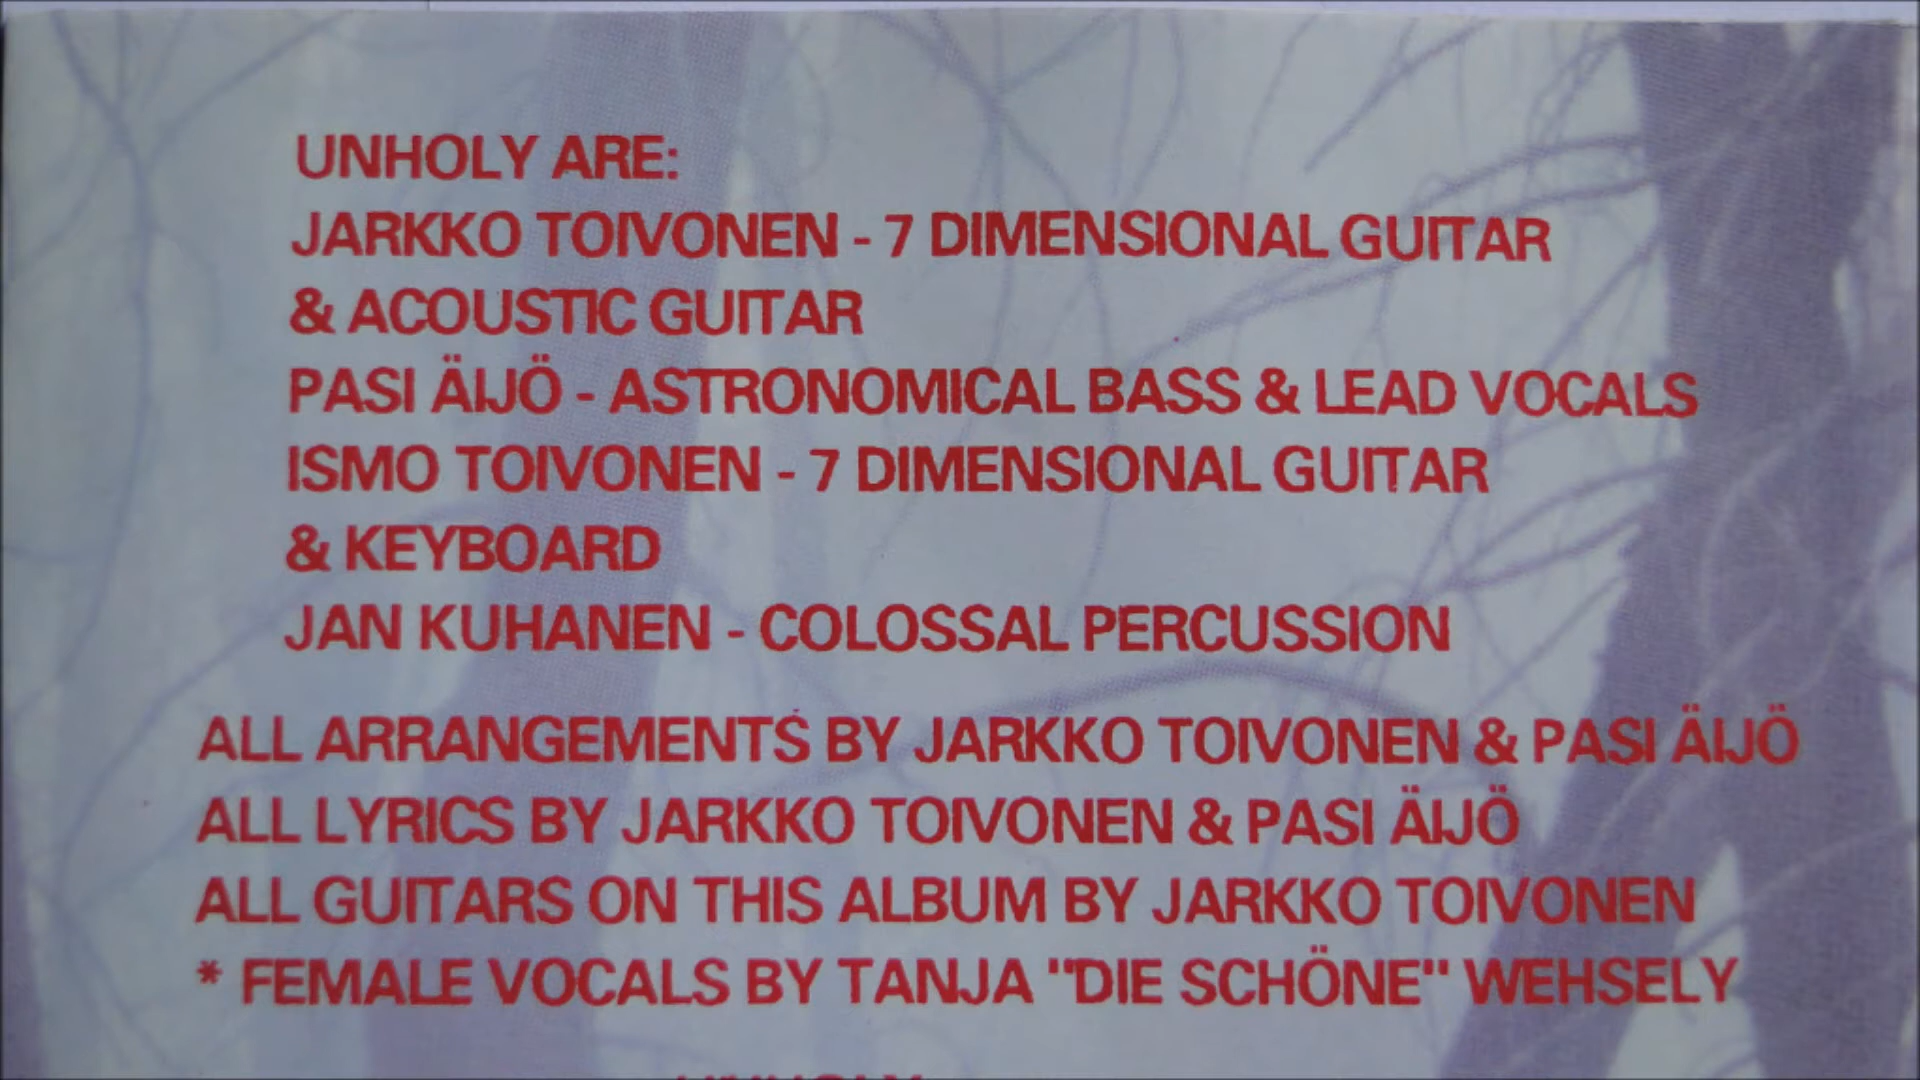 UNHOLY ARE:
JARKKO TOIVONEN - 7 DIMENSIONAL GUITAR
& ACOUSTIC GUITAR
PASI ÄIJÖ - ASTRONOMICAL BASS & LEAD VOCALS
ISMO TOIVONEN - 7 DIMENSIONAL GUITAR
& KEYBOARD
JAN KUHANEN - COLOSSAL PERCUSSION
ALL ARRANGEMENTS BY JARKKO TOIVONEN & PASI ÄIJÖ
ALL LYRICS BY JARKKO TOIVONEN & PASI ÄIJÖ
ALL GUITARS ON THIS ALBUM BY JARKKO TOIVONEN
* FEMALE VOCALS BY TANJA "DIE SCHÖNE" WEHSELY